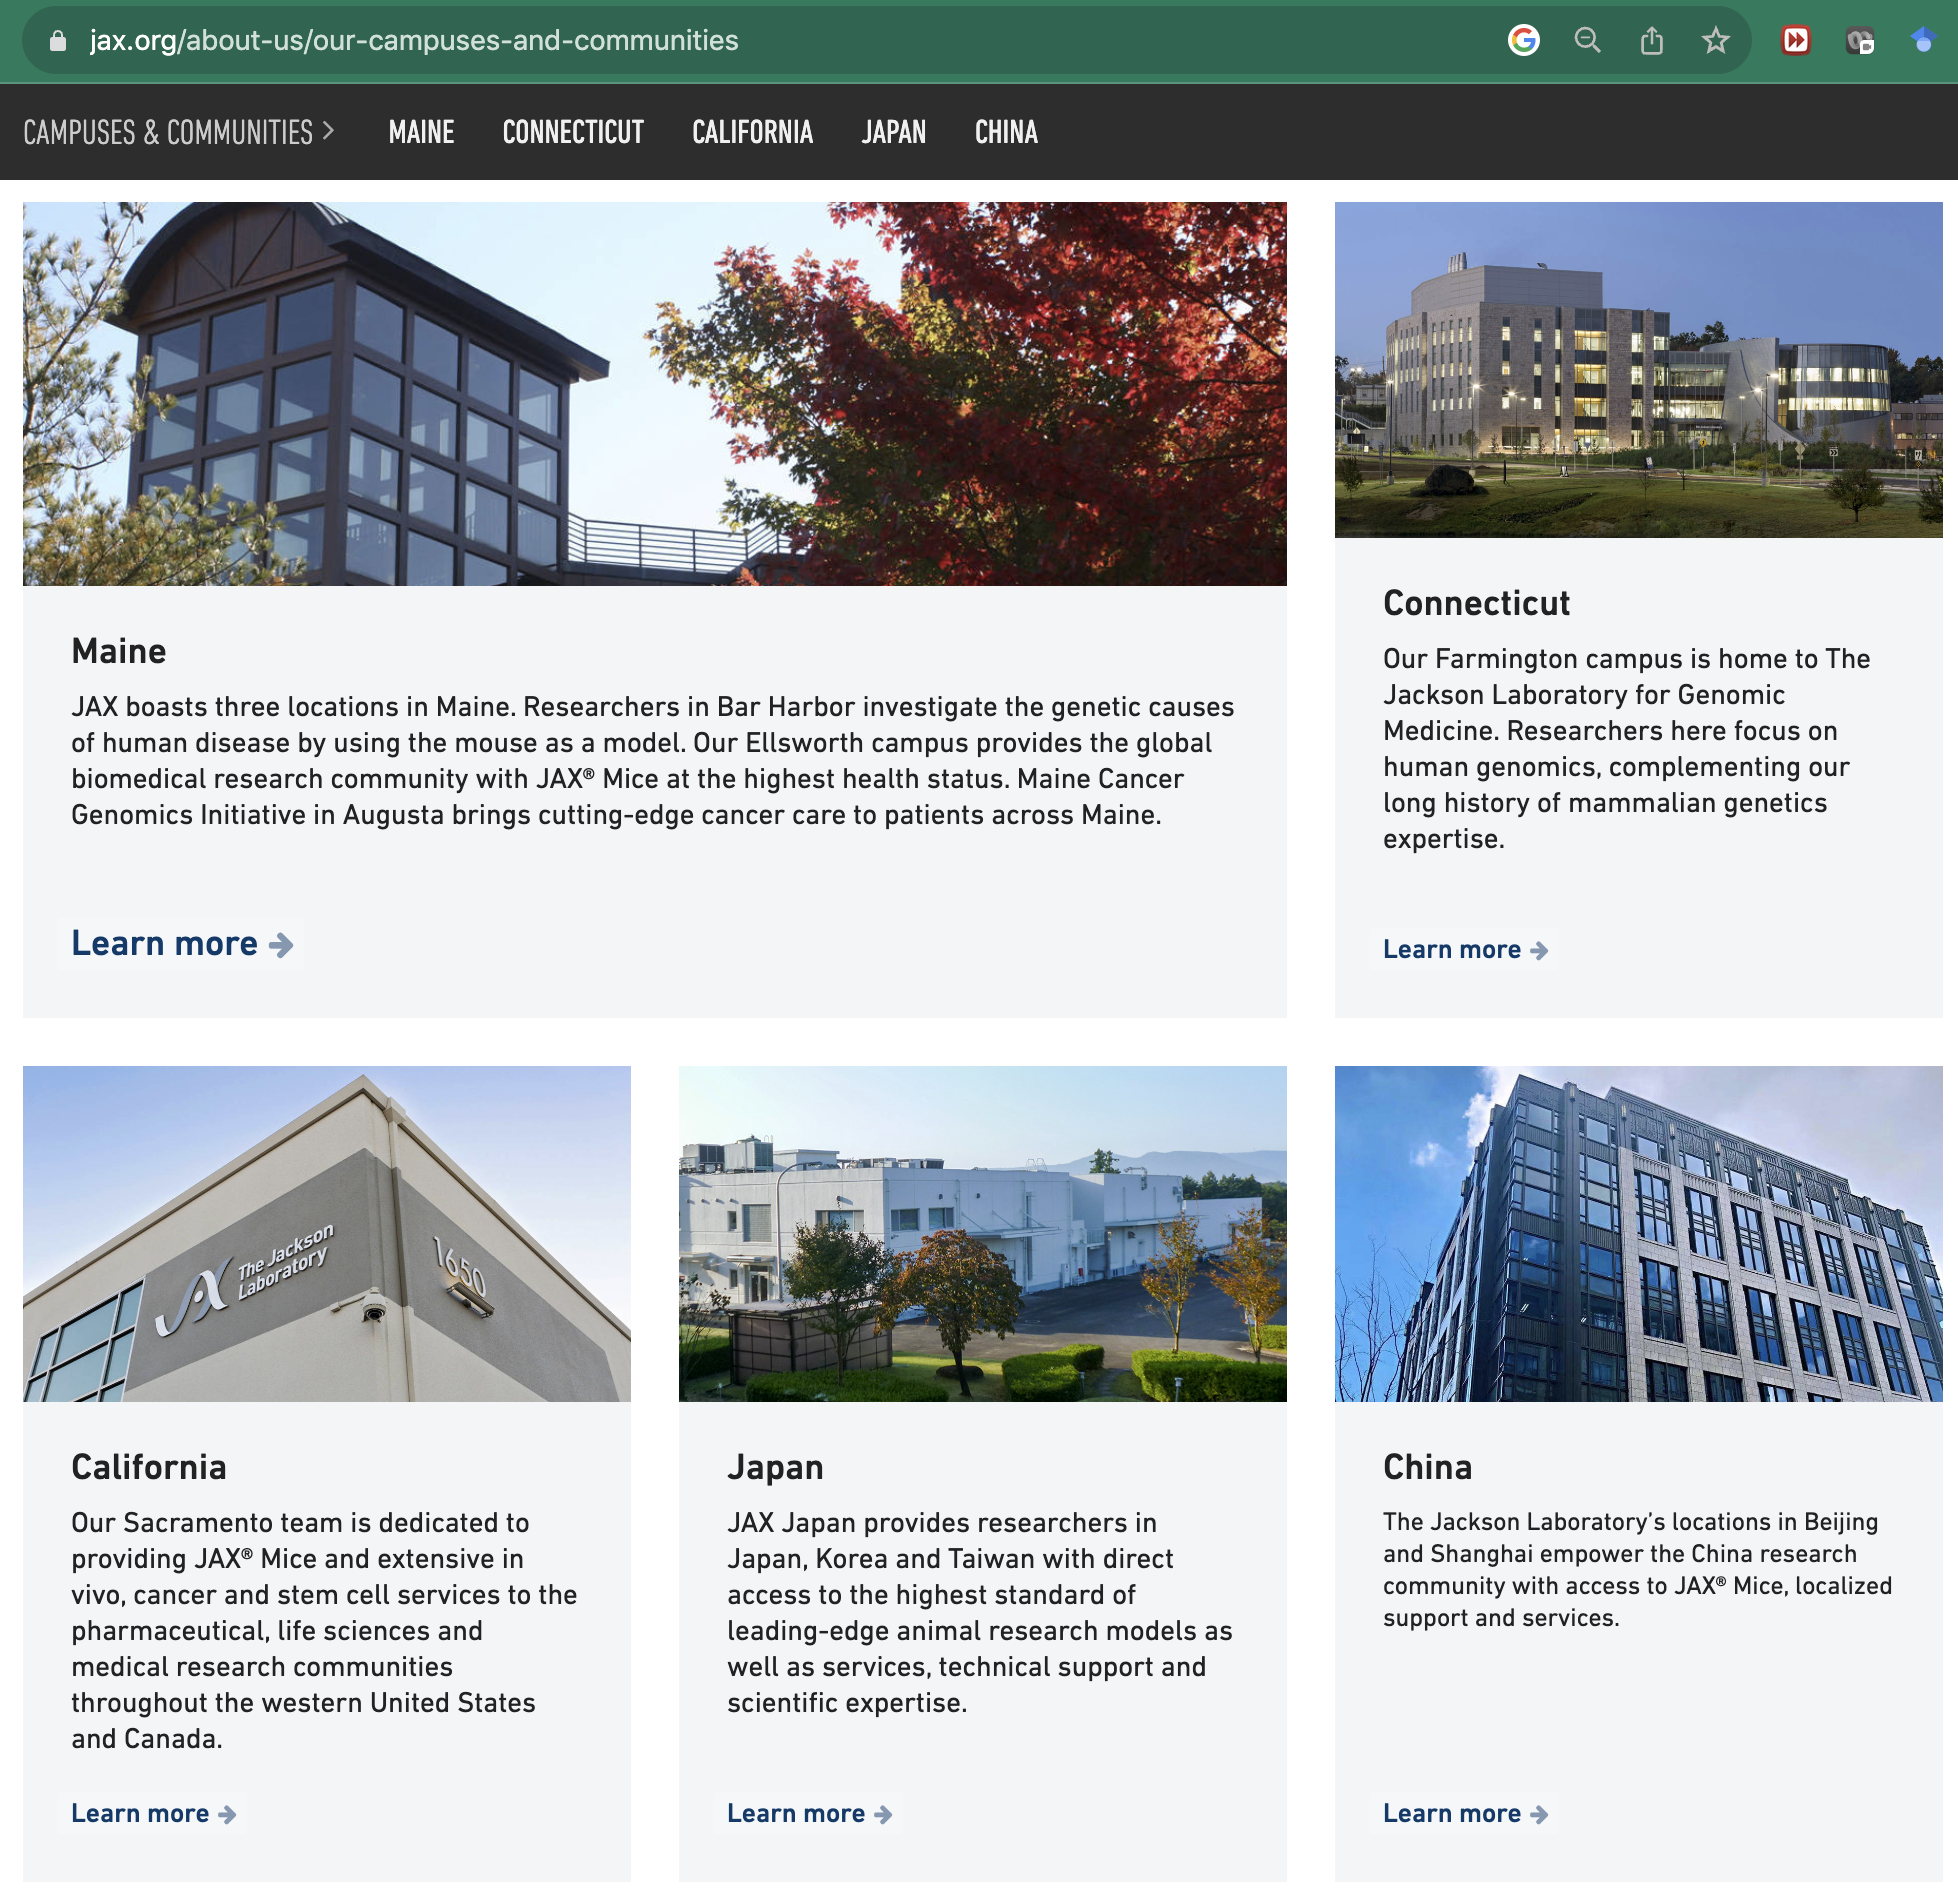 jax.org/about-us/our-campuses-and-communities
CAMPUSES & COMMUNITIES > MAINE CONNECTICUT CALIFORNIA JAPAN CHINA
Maine
JAX boasts three locations in Maine. Researchers in Bar Harbor investigate the genetic causes
of human disease by using the mouse as a model. Our Ellsworth campus provides the global
biomedical research community with JAX® Mice at the highest health status. Maine Cancer
Genomics Initiative in Augusta brings cutting-edge cancer care to patients across Maine.
Learn more
Connecticut
Our Farmington campus is home to The
Jackson Laboratory for Genomic
Medicine. Researchers here focus on
human genomics, complementing our
long history of mammalian genetics
expertise.
Learn more
The Jackson
Laboratory
1650
California
Our Sacramento team is dedicated to
providing JAX® Mice and extensive in
vivo, cancer and stem cell services to the
pharmaceutical, life sciences and
medical research communities
throughout the western United States
and Canada.
Learn more
Japan
JAX Japan provides researchers in
Japan, Korea and Taiwan with direct
access to the highest standard of
leading-edge animal research models as
well as services, technical support and
scientific expertise.
Learn more
China
The Jackson Laboratory's locations in Beijing
and Shanghai empower the China research
community with access to JAX® Mice, localized
support and services.
Learn more